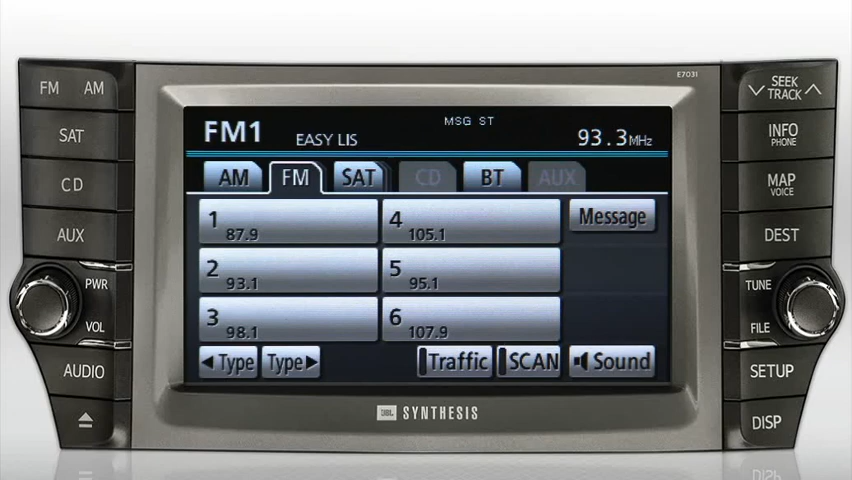 E7031
FM AM
SAT
CD
AUX
PWR
VOL
AUDIO
FM1
EASY LIS
MSG ST
93.3MHz
AM FM SAT CD BT AUX
1 87.9
4 105.1
Message
2 93.1
5 95.1
3 98.1
6 107.9
◀Type Type▶ Traffic SCAN Sound
JBL SYNTHESIS
SEEK
TRACK
INFO
PHONE
MAP
VOICE
DEST
TUNE
FILE
SETUP
DISP